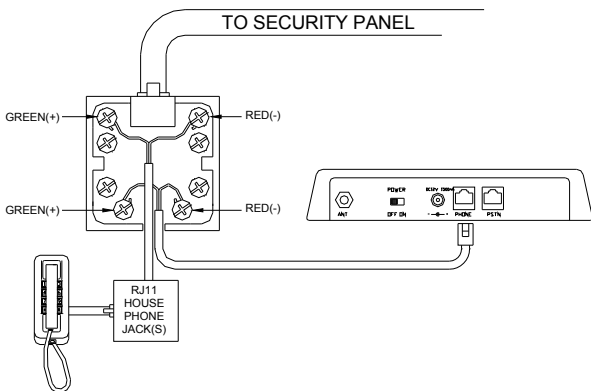 TO SECURITY PANEL
GREEN(+)
RED(-)
GREEN(+)
RED(-)
RJ11
HOUSE
PHONE
JACK(S)
POWER
OFF ON
ANT
- +
PHONE
PSTN